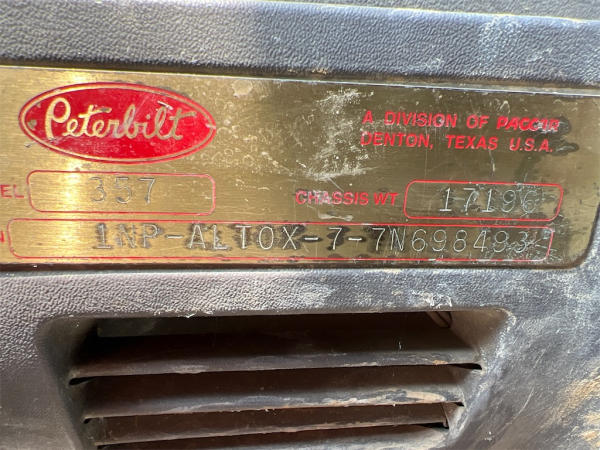 Peterbilt
A DIVISION OF PACCAR
DENTON, TEXAS U.S.A.
EL 357 CHASSIS WT 17196
N 1NP-ALTOX-7-7N698493